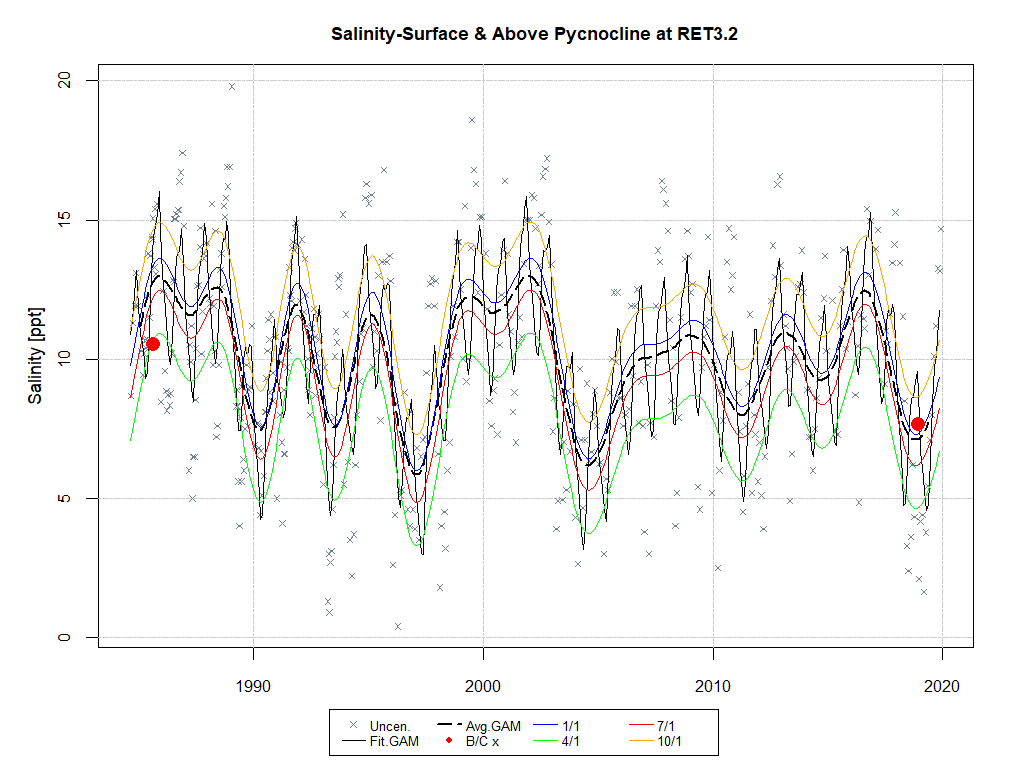 Salinity-Surface & Above Pycnocline at RET3.2
20
15
10
5
0
Salinity [ppt]
1990
2000
2010
2020
Uncen. Avg.GAM 1/1 7/1
Fit.GAM B/C x 4/1 10/1